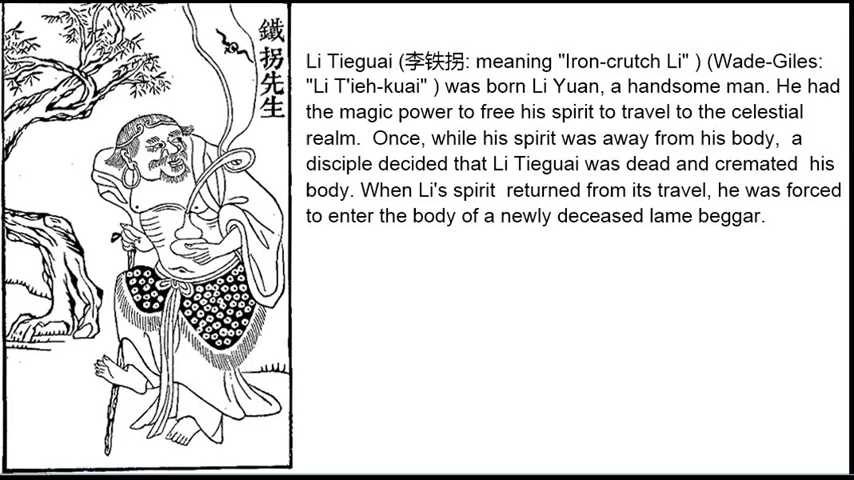 鐵拐先生
Li Tieguai (李铁拐: meaning "Iron-crutch Li" ) (Wade-Giles:
"Li T'ieh-kuai" ) was born Li Yuan, a handsome man. He had
the magic power to free his spirit to travel to the celestial
realm.  Once, while his spirit was away from his body,  a
disciple decided that Li Tieguai was dead and cremated  his
body. When Li's spirit  returned from its travel, he was forced
to enter the body of a newly deceased lame beggar.